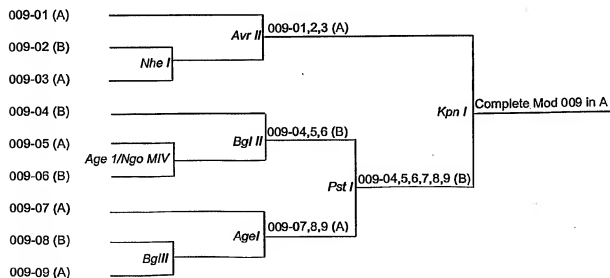 009-01 (A)
Avr II
009-01,2,3 (A)
009-02 (B)
Nhe I
009-03 (A)
Kpn I
Complete Mod 009 in A
009-04 (B)
Bgl II
009-04,5,6 (B)
009-05 (A)
Age 1/Ngo MIV
009-06 (B)
Pst I
009-04,5,6,7,8,9 (B)
009-07 (A)
AgeI
009-07,8,9 (A)
009-08 (B)
BglII
009-09 (A)